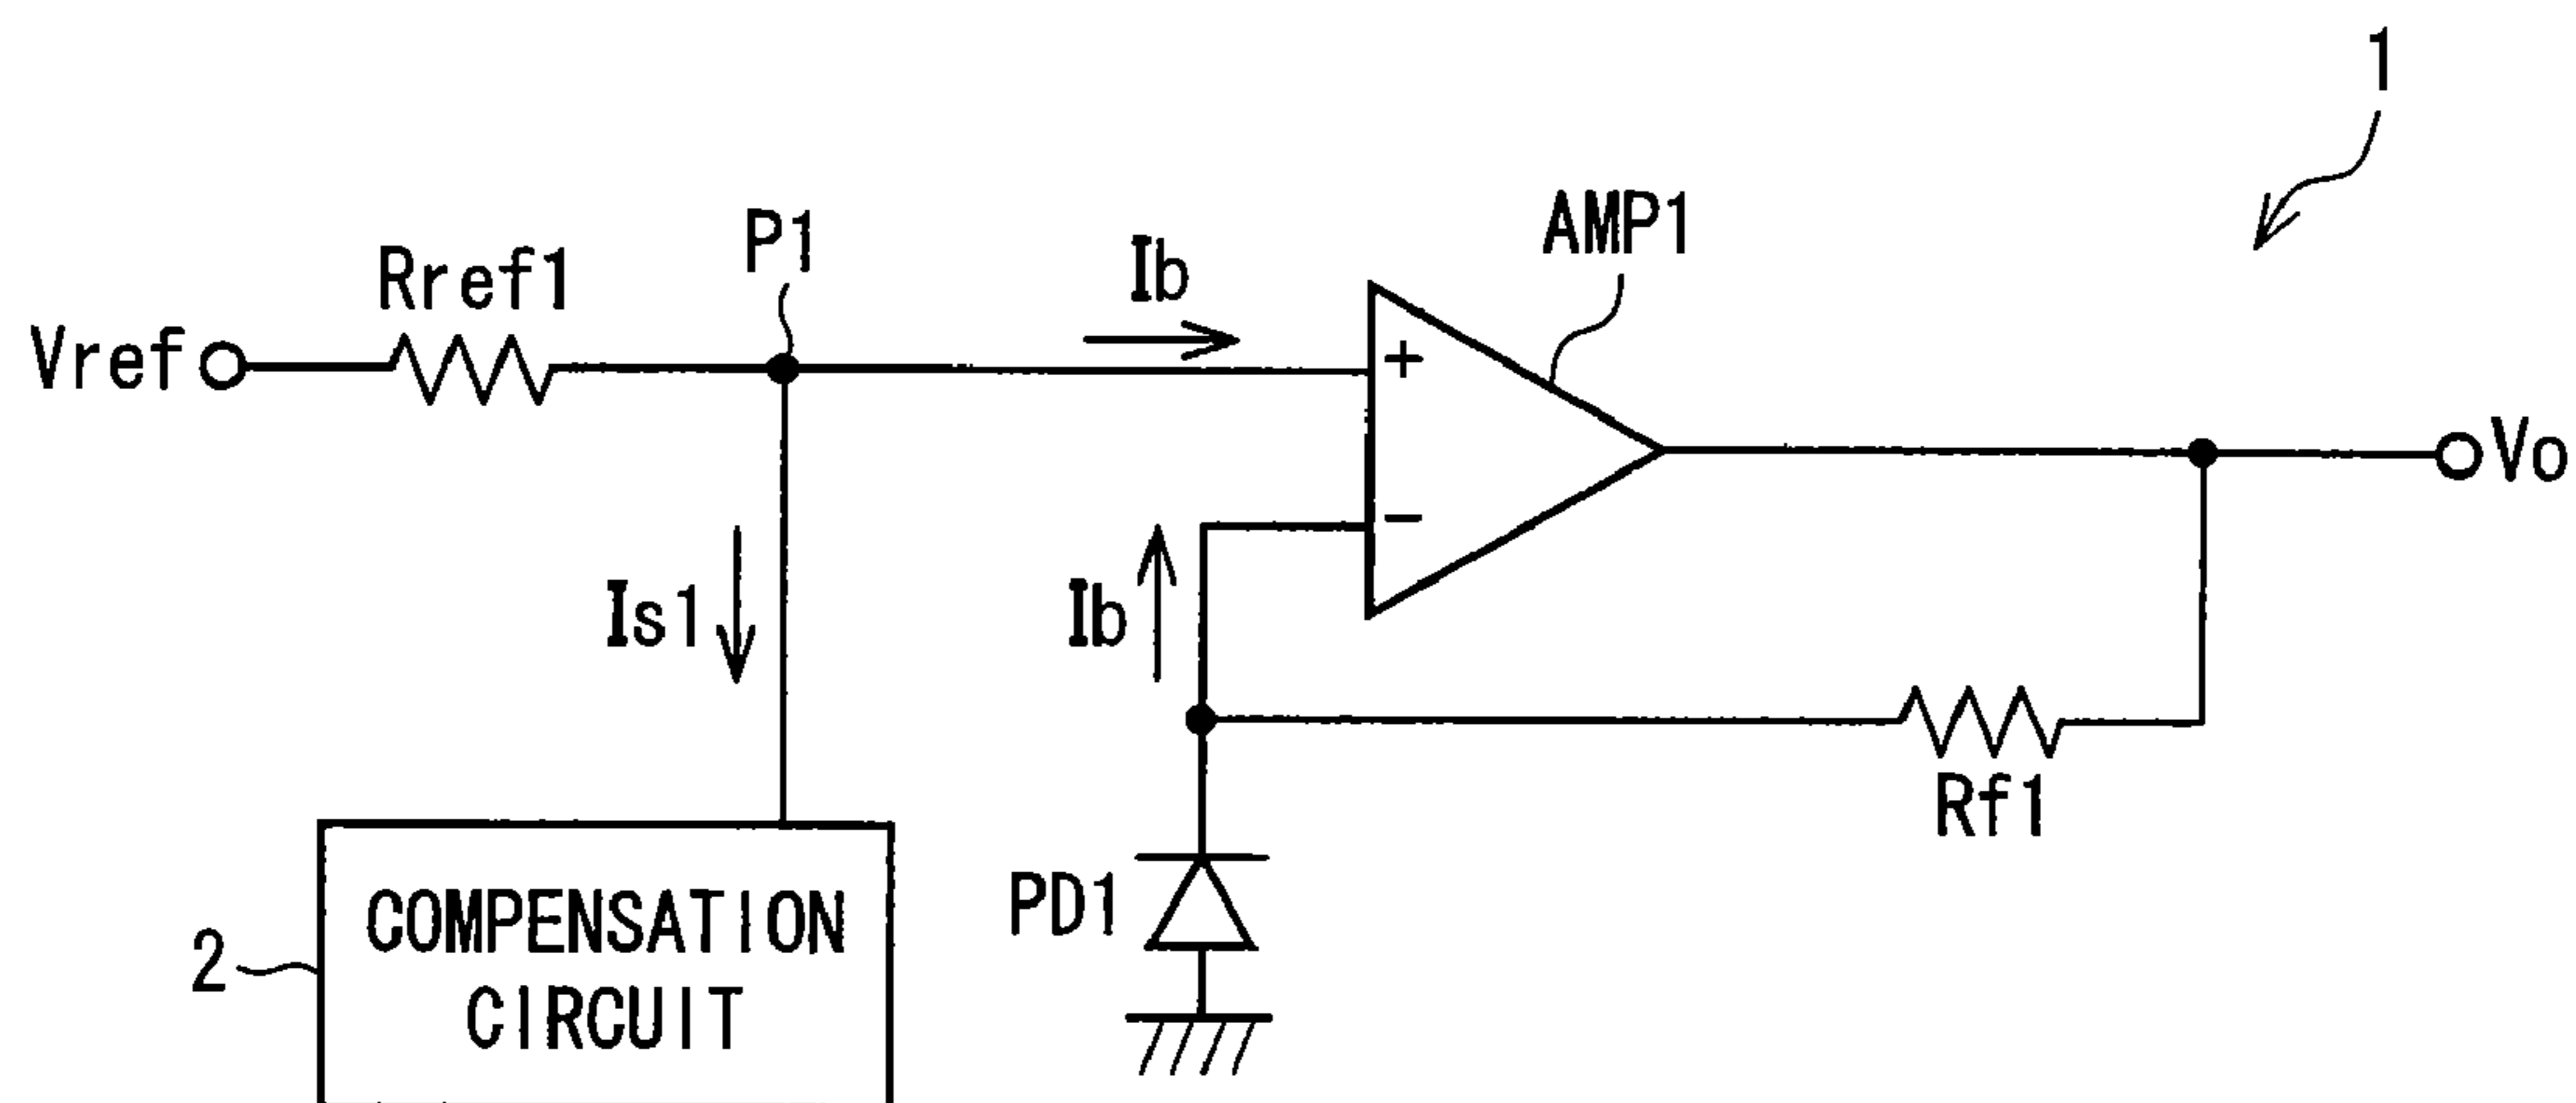 1
AMP1
P1
Ib
Rref1
Vref
+
Vo
−
Is1
Ib
Rf1
PD1
2
COMPENSATION
CIRCUIT